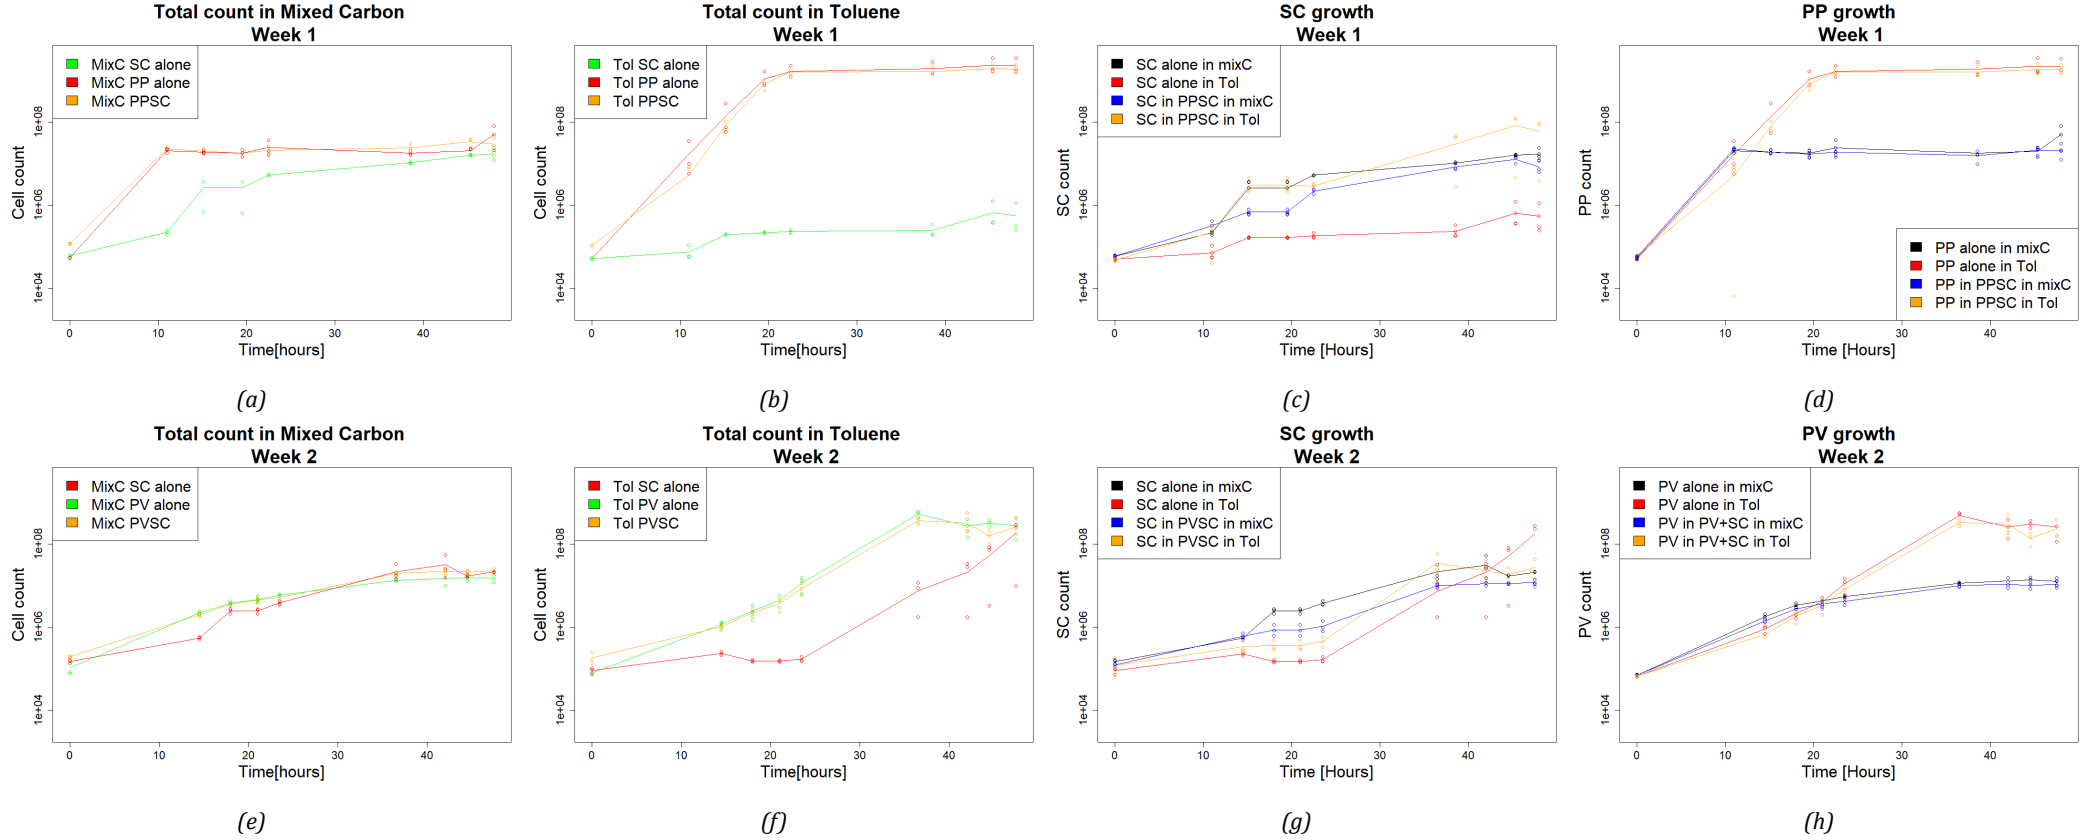 Total count in Mixed Carbon
Week 1
MixC SC alone
MixC PP alone
MixC PPSC
Cell count
1e+04
1e+06
1e+08
0
10
20
30
40
Time[hours]
(a)
Total count in Toluene
Week 1
Tol SC alone
Tol PP alone
Tol PPSC
Cell count
1e+04
1e+06
1e+08
0
10
20
30
40
Time[hours]
(b)
SC growth
Week 1
SC alone in mixC
SC alone in Tol
SC in PPSC in mixC
SC in PPSC in Tol
SC count
1e+04
1e+06
1e+08
0
10
20
30
40
Time [Hours]
(c)
PP growth
Week 1
PP alone in mixC
PP alone in Tol
PP in PPSC in mixC
PP in PPSC in Tol
PP count
1e+04
1e+06
1e+08
0
10
20
30
40
Time [Hours]
(d)
Total count in Mixed Carbon
Week 2
MixC SC alone
MixC PV alone
MixC PVSC
Cell count
1e+04
1e+06
1e+08
0
10
20
30
40
Time[hours]
(e)
Total count in Toluene
Week 2
Tol SC alone
Tol PV alone
Tol PVSC
Cell count
1e+04
1e+06
1e+08
0
10
20
30
40
Time[hours]
(f)
SC growth
Week 2
SC alone in mixC
SC alone in Tol
SC in PVSC in mixC
SC in PVSC in Tol
SC count
1e+04
1e+06
1e+08
0
10
20
30
40
Time [Hours]
(g)
PV growth
Week 2
PV alone in mixC
PV alone in Tol
PV in PV+SC in mixC
PV in PV+SC in Tol
PV count
1e+04
1e+06
1e+08
0
10
20
30
40
Time [Hours]
(h)